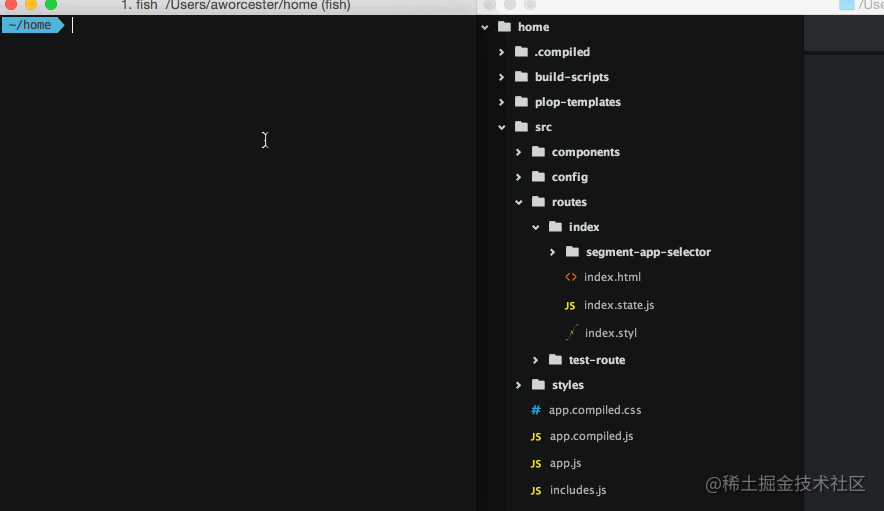 1. fish /Users/aworcester/home (fish)
/Use
~/home
home
.compiled
build-scripts
plop-templates
src
components
config
routes
index
segment-app-selector
<> index.html
JS index.state.js
index.styl
test-route
styles
# app.compiled.css
JS app.compiled.js
JS app.js
JS includes.js
@稀土掘金技术社区